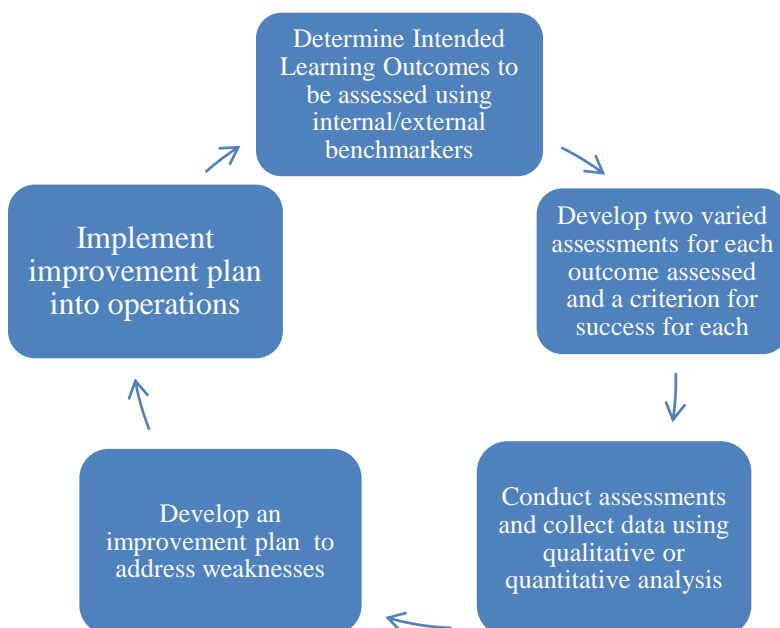 Determine Intended
Learning Outcomes to
be assessed using
internal/external
benchmarkers
Develop two varied
assessments for each
outcome assessed
and a criterion for
success for each
Conduct assessments
and collect data using
qualitative or
quantitative analysis
Develop an
improvement plan to
address weaknesses
Implement
improvement plan
into operations